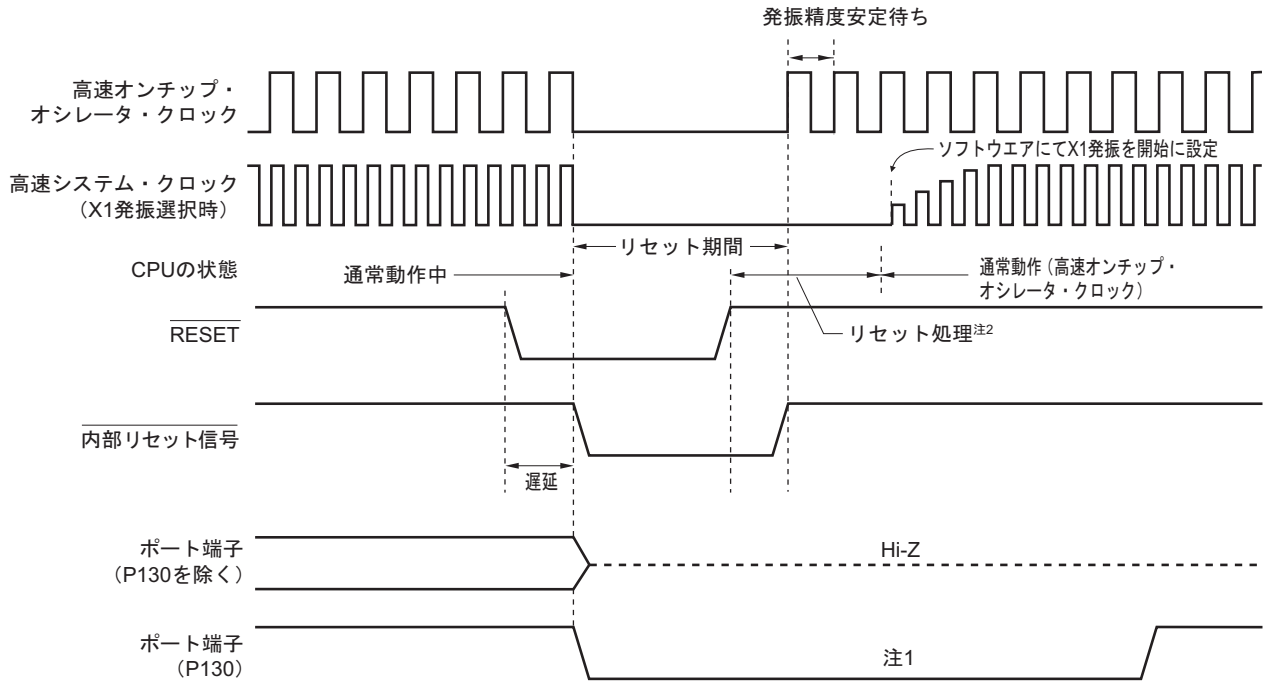 発振精度安定待ち
高速オンチップ・
オシレータ・クロック
ソフトウエアにてX1発振を開始に設定
高速システム・クロック
（X1発振選択時）
リセット期間
CPUの状態
通常動作中
通常動作（高速オンチップ・
オシレータ・クロック）
RESET
リセット処理注2
内部リセット信号
遅延
ポート端子
（P130を除く）
Hi-Z
ポート端子
（P130）
注1